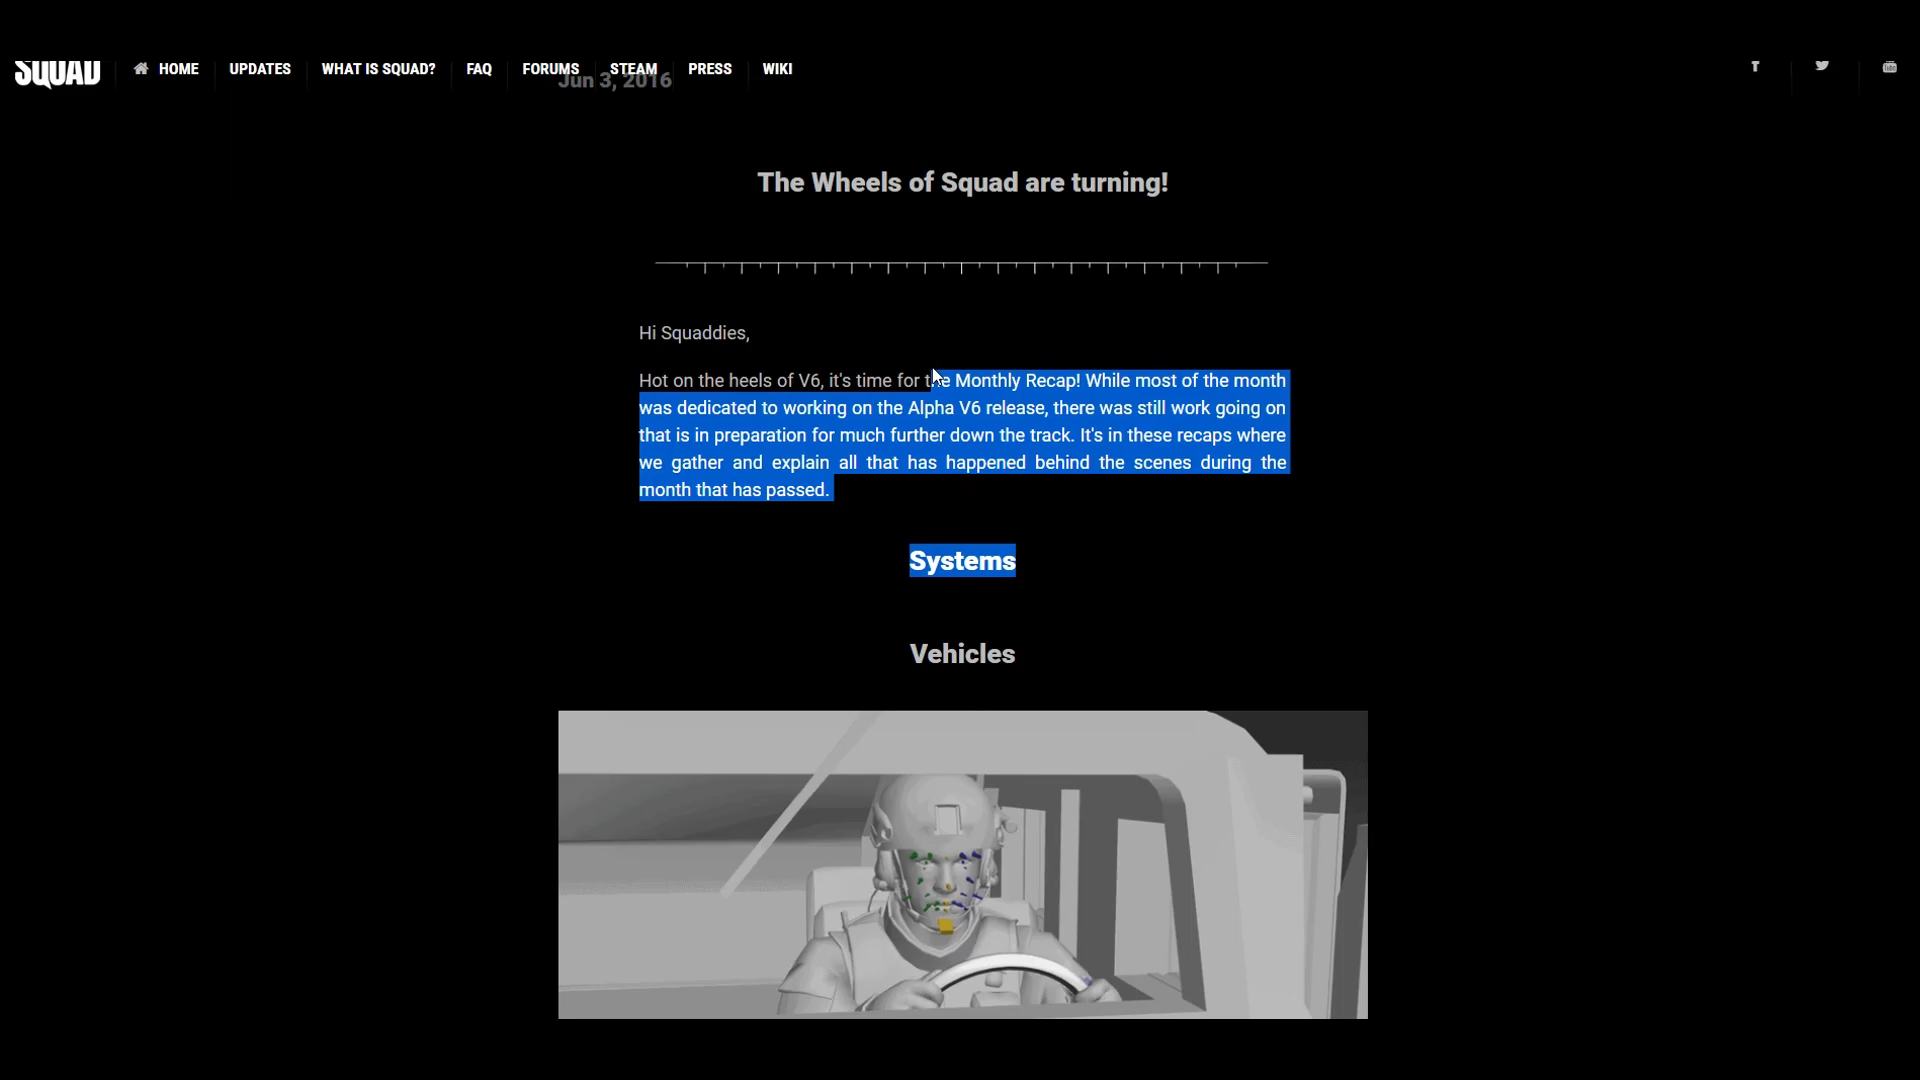 SQUAD HOME UPDATES WHAT IS SQUAD? FAQ FORUMS STEAM PRESS WIKI
Jun 3, 2016
The Wheels of Squad are turning!
Hi Squaddies,
Hot on the heels of V6, it's time for the Monthly Recap! While most of the month
was dedicated to working on the Alpha V6 release, there was still work going on
that is in preparation for much further down the track. It's in these recaps where
we gather and explain all that has happened behind the scenes during the
month that has passed.
Systems
Vehicles